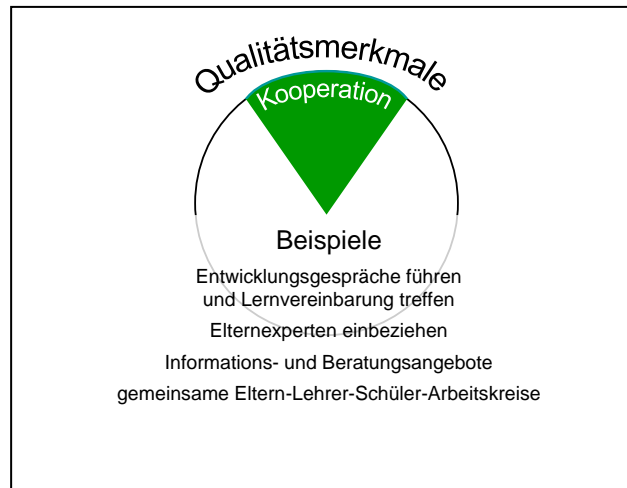 Qualitätsmerkmale
Kooperation
Beispiele
Entwicklungsgespräche führen
und Lernvereinbarung treffen
Elternexperten einbeziehen
Informations- und Beratungsangebote
gemeinsame Eltern-Lehrer-Schüler-Arbeitskreise